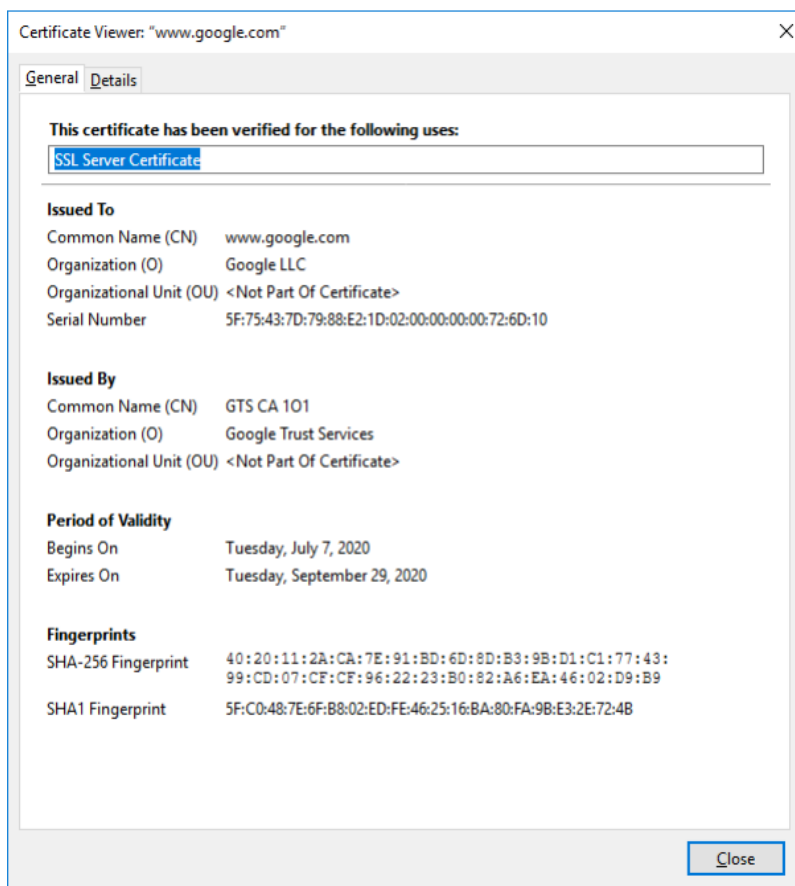 Certificate Viewer: "www.google.com"
General Details
This certificate has been verified for the following uses:
SSL Server Certificate
Issued To
Common Name (CN) www.google.com
Organization (O) Google LLC
Organizational Unit (OU) <Not Part Of Certificate>
Serial Number 5F:75:43:7D:79:88:E2:1D:02:00:00:00:00:72:6D:10
Issued By
Common Name (CN) GTS CA 1O1
Organization (O) Google Trust Services
Organizational Unit (OU) <Not Part Of Certificate>
Period of Validity
Begins On Tuesday, July 7, 2020
Expires On Tuesday, September 29, 2020
Fingerprints
SHA-256 Fingerprint 40:20:11:2A:CA:7E:91:BD:6D:8D:B3:9B:D1:C1:77:43:
99:CD:07:CF:CF:96:22:23:B0:82:A6:EA:46:02:D9:B9
SHA1 Fingerprint 5F:C0:48:7E:6F:B8:02:ED:FE:46:25:16:BA:80:FA:9B:E3:2E:72:4B
Close